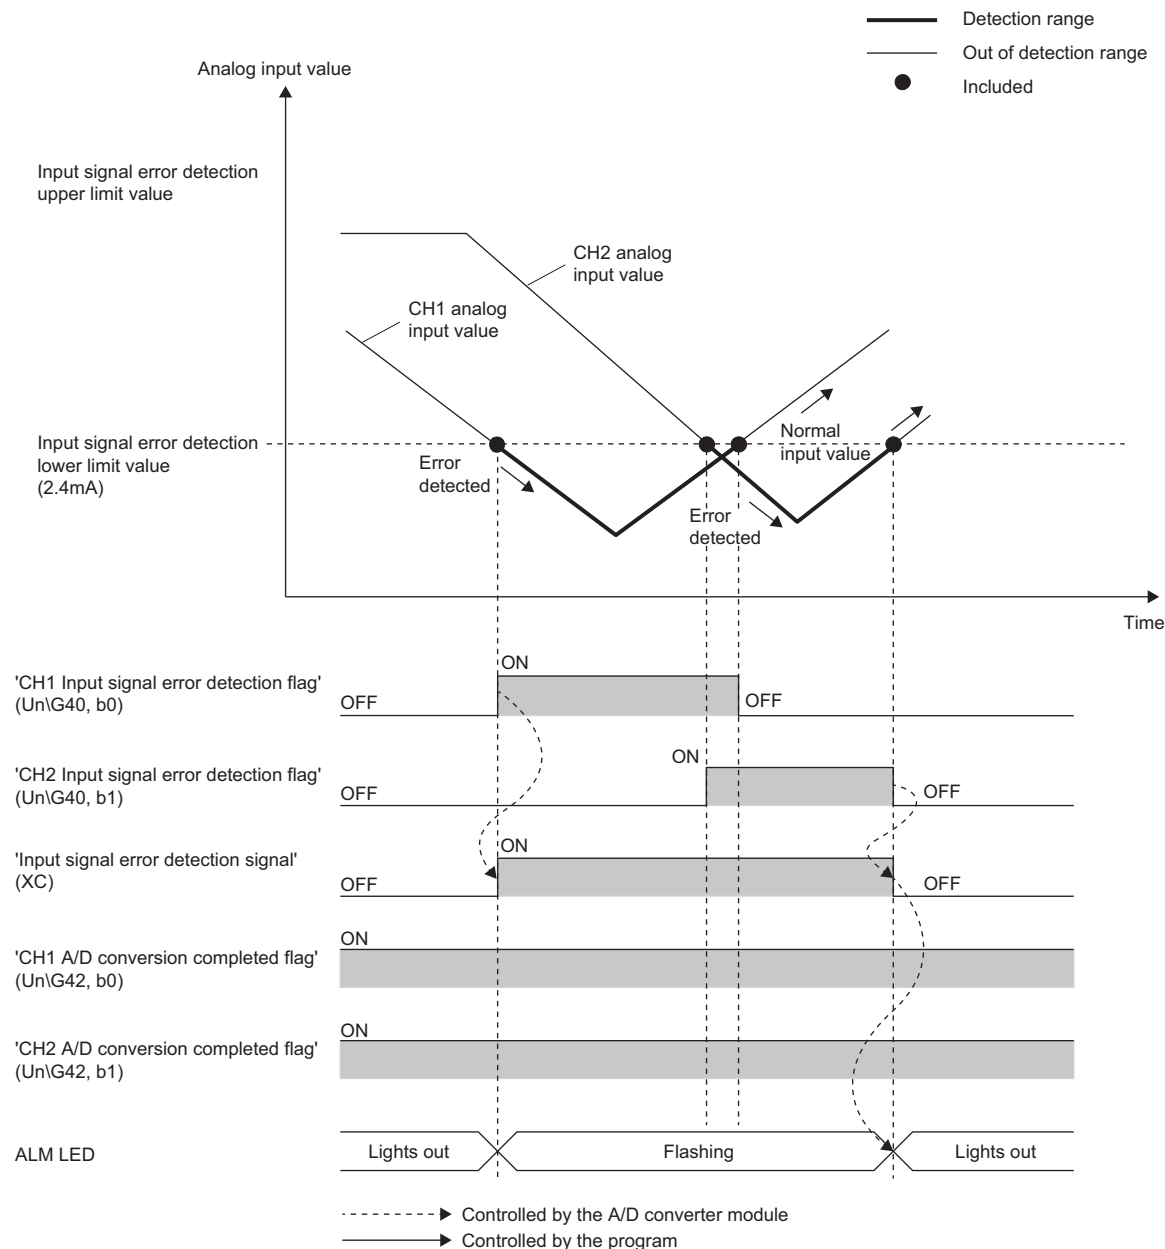 Detection range
Out of detection range
Included
Analog input value
Input signal error detection
upper limit value
CH2 analog
input value
CH1 analog
input value
Input signal error detection
lower limit value
(2.4mA)
Error
detected
Normal
input value
Error
detected
Time
'CH1 Input signal error detection flag'
(Un\G40, b0)
OFF
ON
OFF
'CH2 Input signal error detection flag'
(Un\G40, b1)
OFF
ON
OFF
'Input signal error detection signal'
(XC)
OFF
ON
OFF
'CH1 A/D conversion completed flag'
(Un\G42, b0)
ON
'CH2 A/D conversion completed flag'
(Un\G42, b1)
ON
ALM LED
Lights out
Flashing
Lights out
Controlled by the A/D converter module
Controlled by the program